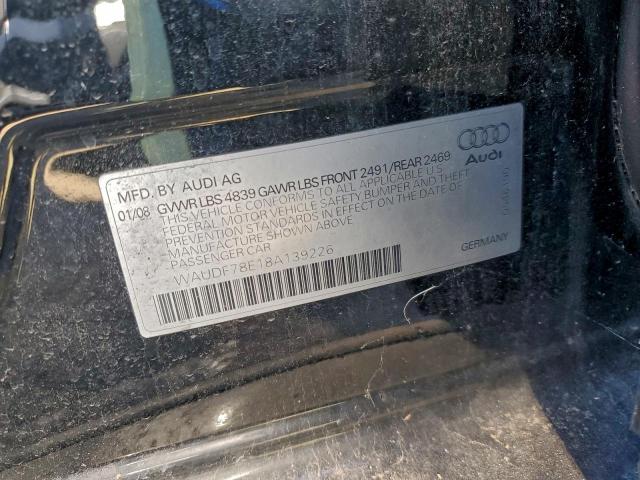 MFD. BY AUDI AG
01/08 GVWR LBS 4839 GAWR LBS FRONT 2491/REAR 2469
THIS VEHICLE CONFORMS TO ALL APPLICABLE U.S.
FEDERAL MOTOR VEHICLE SAFETY BUMPER AND THEFT
PREVENTION STANDARDS IN EFFECT ON THE DATE OF
MANUFACTURE SHOWN ABOVE
PASSENGER CAR
WAUDF78E18A139226
Audi
GERMANY